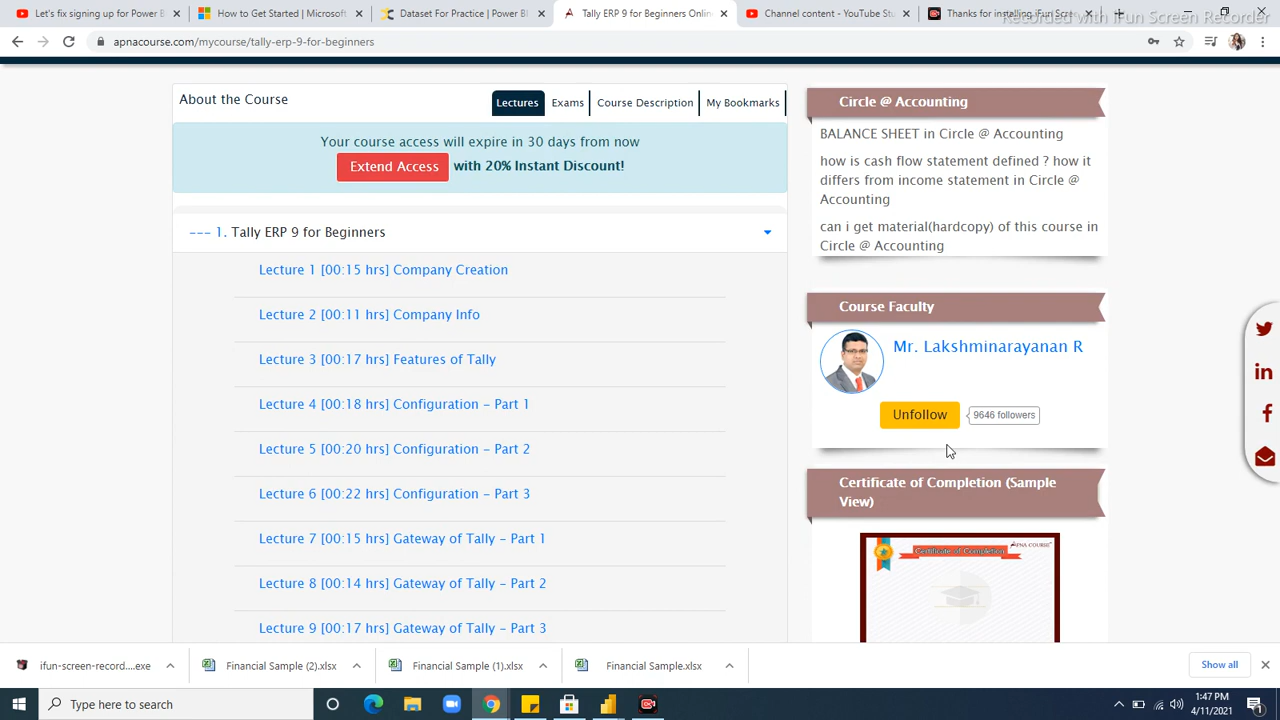 Let's fix signing up for Power B
How to Get Started | Microsoft
Dataset For Practice | Power BI
Tally ERP 9 for Beginners Onlin
Channel content - YouTube Stu
Thanks for installing iFun Scree
Recorded with iFun Screen Recorder
apnacourse.com/mycourse/tally-erp-9-for-beginners
About the Course
Lectures
Exams
Course Description
My Bookmarks
Your course access will expire in 30 days from now
Extend Access with 20% Instant Discount!
--- 1. Tally ERP 9 for Beginners
Lecture 1 [00:15 hrs] Company Creation
Lecture 2 [00:11 hrs] Company Info
Lecture 3 [00:17 hrs] Features of Tally
Lecture 4 [00:18 hrs] Configuration - Part 1
Lecture 5 [00:20 hrs] Configuration - Part 2
Lecture 6 [00:22 hrs] Configuration - Part 3
Lecture 7 [00:15 hrs] Gateway of Tally - Part 1
Lecture 8 [00:14 hrs] Gateway of Tally - Part 2
Lecture 9 [00:17 hrs] Gateway of Tally - Part 3
Circle @ Accounting
BALANCE SHEET in Circle @ Accounting
how is cash flow statement defined ? how it
differs from income statement in Circle @
Accounting
can i get material(hardcopy) of this course in
Circle @ Accounting
Course Faculty
Mr. Lakshminarayanan R
Unfollow
9646 followers
Certificate of Completion (Sample
View)
APNA COURSE
Certificate of Completion
ifun-screen-record....exe
Financial Sample (2).xlsx
Financial Sample (1).xlsx
Financial Sample.xlsx
Show all
Type here to search
1:47 PM
4/11/2021
1